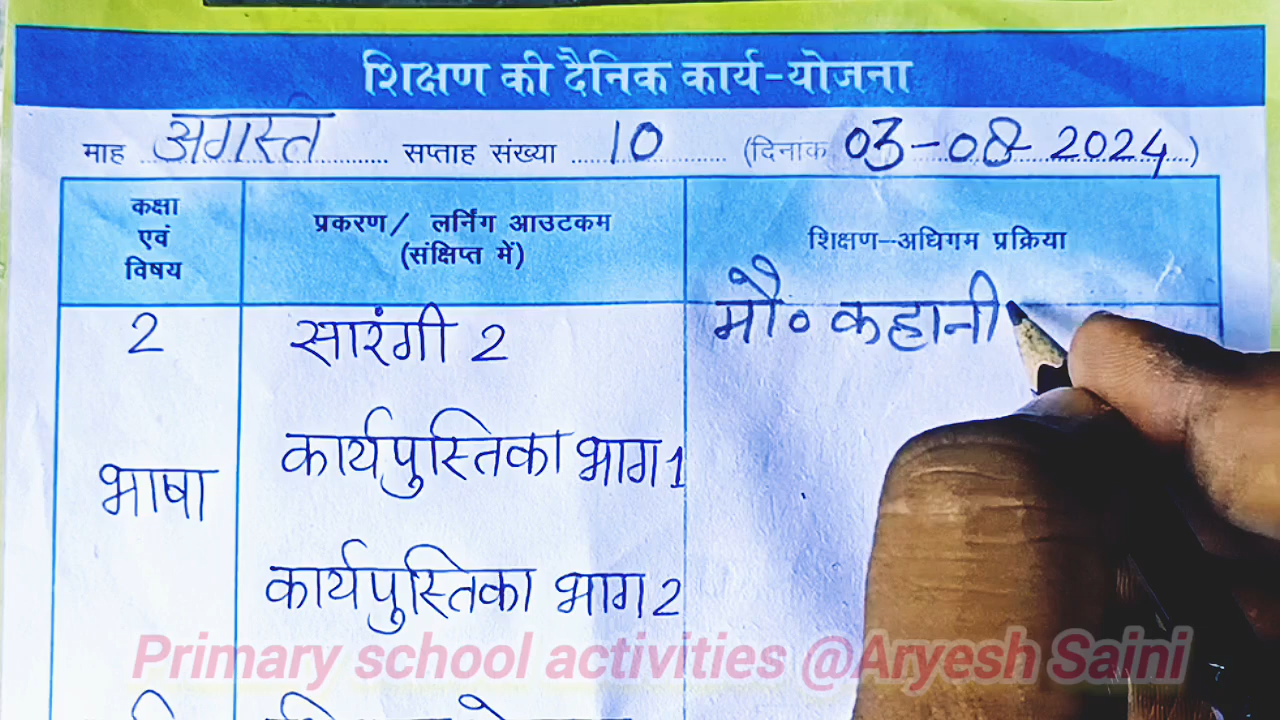 शिक्षण की दैनिक कार्य-योजना
माह अगस्त सप्ताह संख्या 10 (दिनांक 03-08-2024)
कक्षा
एवं
विषय
प्रकरण/ लर्निंग आउटकम
(संक्षिप्त में)
शिक्षण-अधिगम प्रक्रिया
2
सारंगी 2
मौ० कहानी
भाषा
कार्यपुस्तिका भाग 1
कार्यपुस्तिका भाग 2
Primary school activities @Aryesh Saini